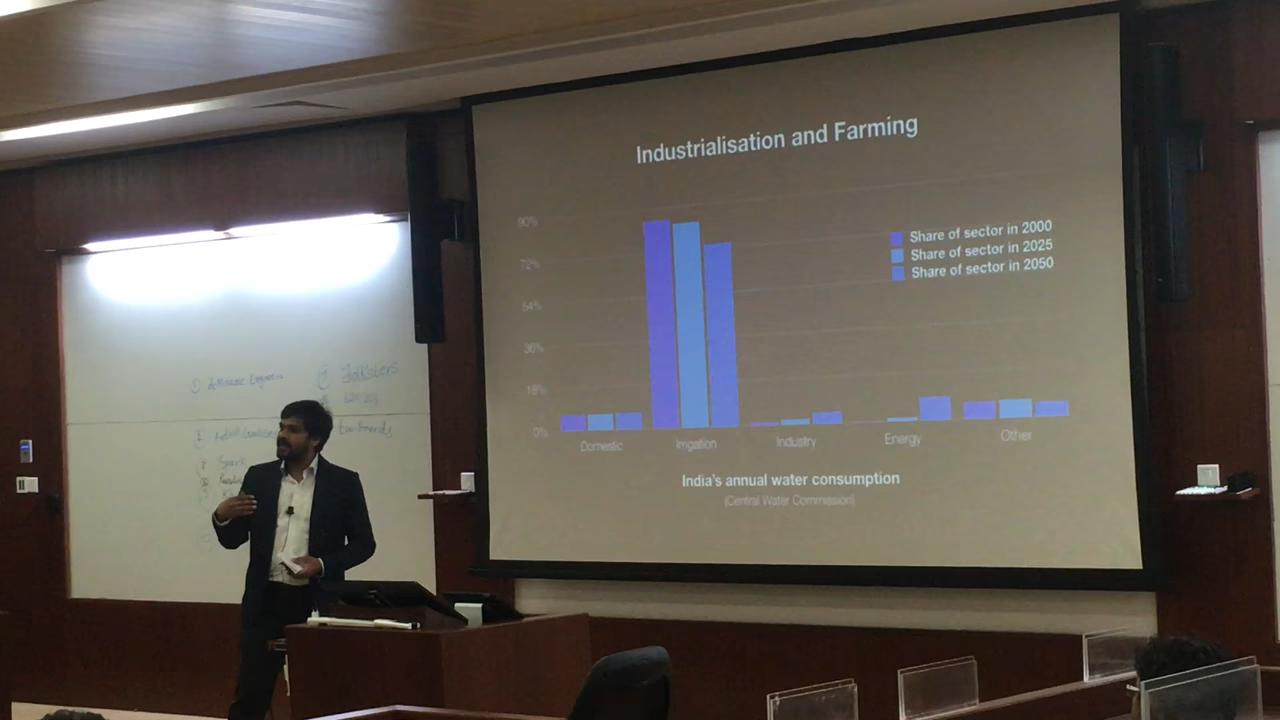 Industrialisation and Farming
90%
72%
54%
36%
18%
0%
Share of sector in 2000
Share of sector in 2025
Share of sector in 2050
Domestic
Irrigation
Industry
Energy
Other
India's annual water consumption
(Central Water Commission)